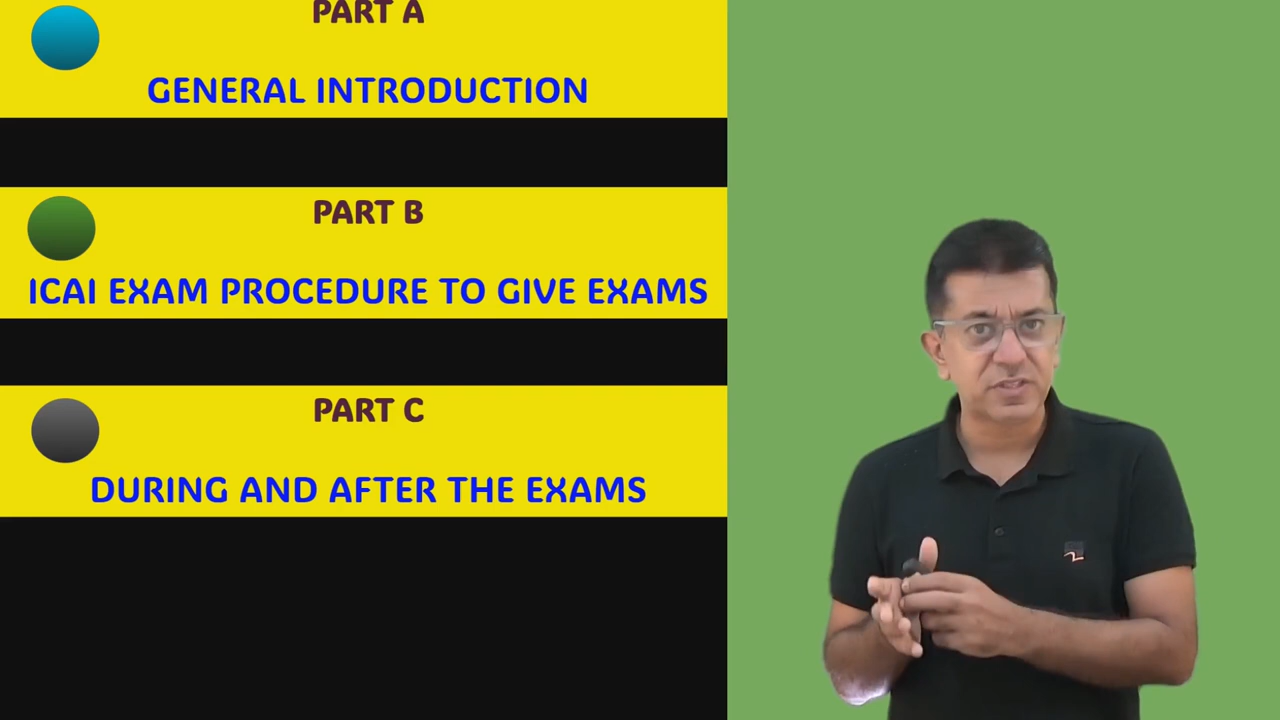 PART A
GENERAL INTRODUCTION
PART B
ICAI EXAM PROCEDURE TO GIVE EXAMS
PART C
DURING AND AFTER THE EXAMS